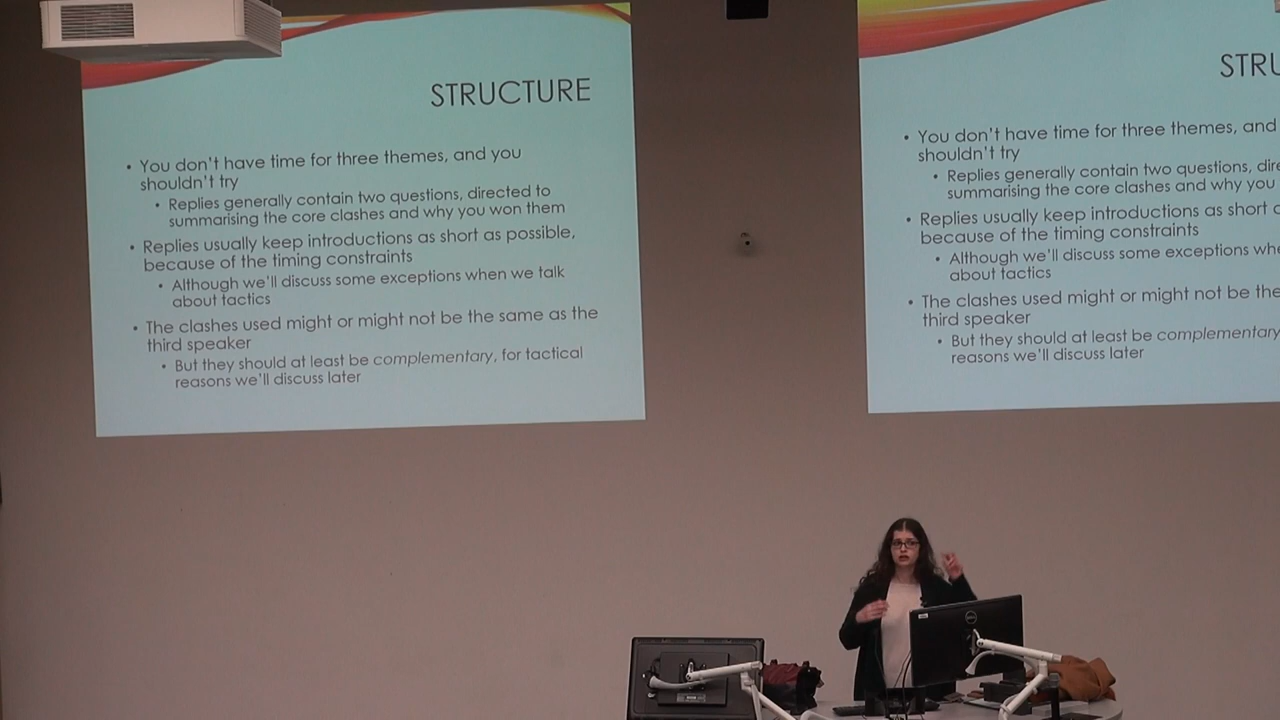 STRUCTURE
• You don't have time for three themes, and you
shouldn't try
• Replies generally contain two questions, directed to
summarising the core clashes and why you won them
• Replies usually keep introductions as short as possible,
because of the timing constraints
• Although we'll discuss some exceptions when we talk
about tactics
• The clashes used might or might not be the same as the
third speaker
• But they should at least be complementary, for tactical
reasons we'll discuss later
STRU
• You don't have time for three themes, and
shouldn't try
• Replies generally contain two questions, dire
summarising the core clashes and why you
• Replies usually keep introductions as short
because of the timing constraints
• Although we'll discuss some exceptions whe
about tactics
• The clashes used might or might not be the
third speaker
• But they should at least be complementary
reasons we'll discuss later
DELL